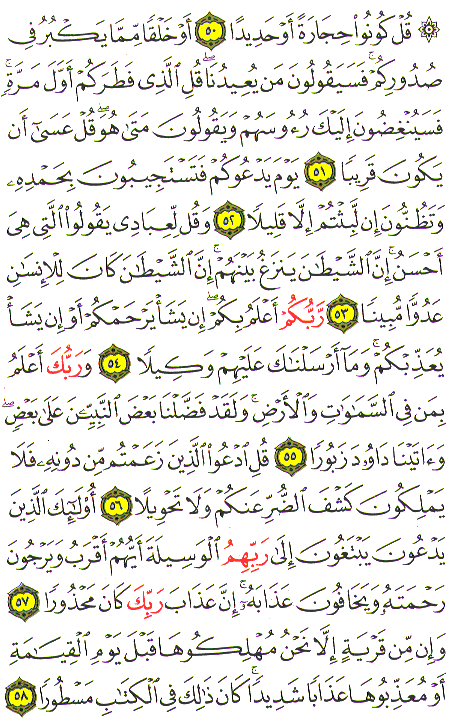 ۞ قُلۡ كُونُواْ حِجَارَةً أَوۡ حَدِيدًا ٥٠ أَوۡ خَلۡقٗا مِّمَّا يَكۡبُرُ فِي
صُدُورِكُمۡۚ فَسَيَقُولُونَ مَن يُعِيدُنَاۖ قُلِ ٱلَّذِي فَطَرَكُمۡ أَوَّلَ مَرَّةٖۚ
فَسَيُنۡغِضُونَ إِلَيۡكَ رُءُوسَهُمۡ وَيَقُولُونَ مَتَىٰ هُوَۖ قُلۡ عَسَىٰٓ أَن
يَكُونَ قَرِيبٗا ٥١ يَوۡمَ يَدۡعُوكُمۡ فَتَسۡتَجِيبُونَ بِحَمۡدِهِۦ
وَتَظُنُّونَ إِن لَّبِثۡتُمۡ إِلَّا قَلِيلٗا ٥٢ وَقُل لِّعِبَادِي يَقُولُواْ ٱلَّتِي هِيَ
أَحۡسَنُۚ إِنَّ ٱلشَّيۡطَٰنَ يَنزَغُ بَيۡنَهُمۡۚ إِنَّ ٱلشَّيۡطَٰنَ كَانَ لِلۡإِنسَٰنِ
عَدُوّٗا مُّبِينٗا ٥٣ رَّبُّكُمۡ أَعۡلَمُ بِكُمۡۖ إِن يَشَأۡ يَرۡحَمۡكُمۡ أَوۡ إِن يَشَأۡ
يُعَذِّبۡكُمۡۚ وَمَآ أَرۡسَلۡنَٰكَ عَلَيۡهِمۡ وَكِيلٗا ٥٤ وَرَبُّكَ أَعۡلَمُ
بِمَن فِي ٱلسَّمَٰوَٰتِ وَٱلۡأَرۡضِۗ وَلَقَدۡ فَضَّلۡنَا بَعۡضَ ٱلنَّبِيِّـۧنَ عَلَىٰ بَعۡضٖۖ
وَءَاتَيۡنَا دَاوُۥدَ زَبُورٗا ٥٥ قُلِ ٱدۡعُواْ ٱلَّذِينَ زَعَمۡتُم مِّن دُونِهِۦ فَلَا
يَمۡلِكُونَ كَشۡفَ ٱلضُّرِّ عَنكُمۡ وَلَا تَحۡوِيلًا ٥٦ أُوْلَٰٓئِكَ ٱلَّذِينَ
يَدۡعُونَ يَبۡتَغُونَ إِلَىٰ رَبِّهِمُ ٱلۡوَسِيلَةَ أَيُّهُمۡ أَقۡرَبُ وَيَرۡجُونَ
رَحۡمَتَهُۥ وَيَخَافُونَ عَذَابَهُۥٓۚ إِنَّ عَذَابَ رَبِّكَ كَانَ مَحۡذُورٗا ٥٧
وَإِن مِّن قَرۡيَةٍ إِلَّا نَحۡنُ مُهۡلِكُوهَا قَبۡلَ يَوۡمِ ٱلۡقِيَٰمَةِ
أَوۡ مُعَذِّبُوهَا عَذَابٗا شَدِيدٗاۚ كَانَ ذَٰلِكَ فِي ٱلۡكِتَٰبِ مَسۡطُورٗا ٥٨